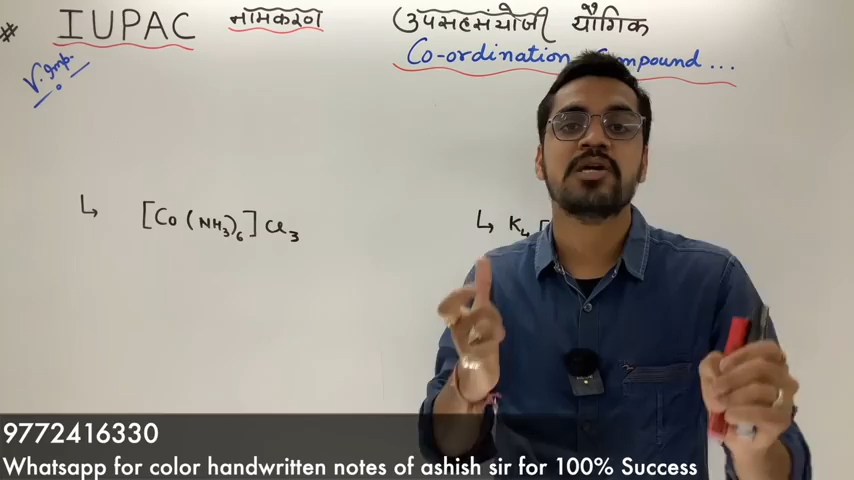 # IUPAC नामकरण उपसहसंयोजी यौगिक
V. Imp. Co-ordination Compound...
↳ [Co(NH₃)₆]Cl₃ ↳ K₄[
9772416330
Whatsapp for color handwritten notes of ashish sir for 100% Success